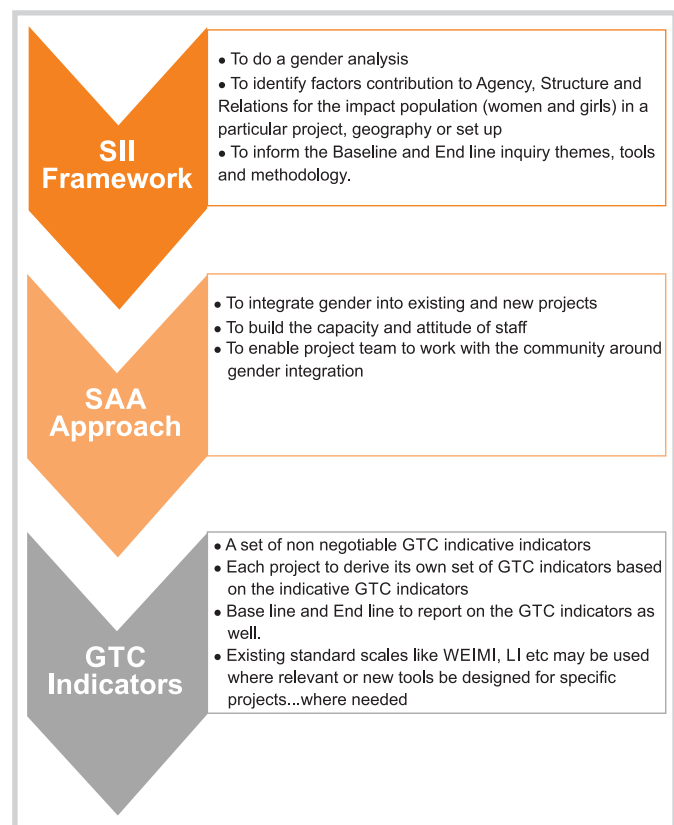 SII
Framework
• To do a gender analysis
• To identify factors contribution to Agency, Structure and
Relations for the impact population (women and girls) in a
particular project, geography or set up
• To inform the Baseline and End line inquiry themes, tools
and methodology.
SAA
Approach
• To integrate gender into existing and new projects
• To build the capacity and attitude of staff
• To enable project team to work with the community around
gender integration
GTC
Indicators
• A set of non negotiable GTC indicative indicators
• Each project to derive its own set of GTC indicators based
on the indicative GTC indicators
• Base line and End line to report on the GTC indicators as
well.
• Existing standard scales like WEIMI, LI etc may be used
where relevant or new tools be designed for specific
projects...where needed